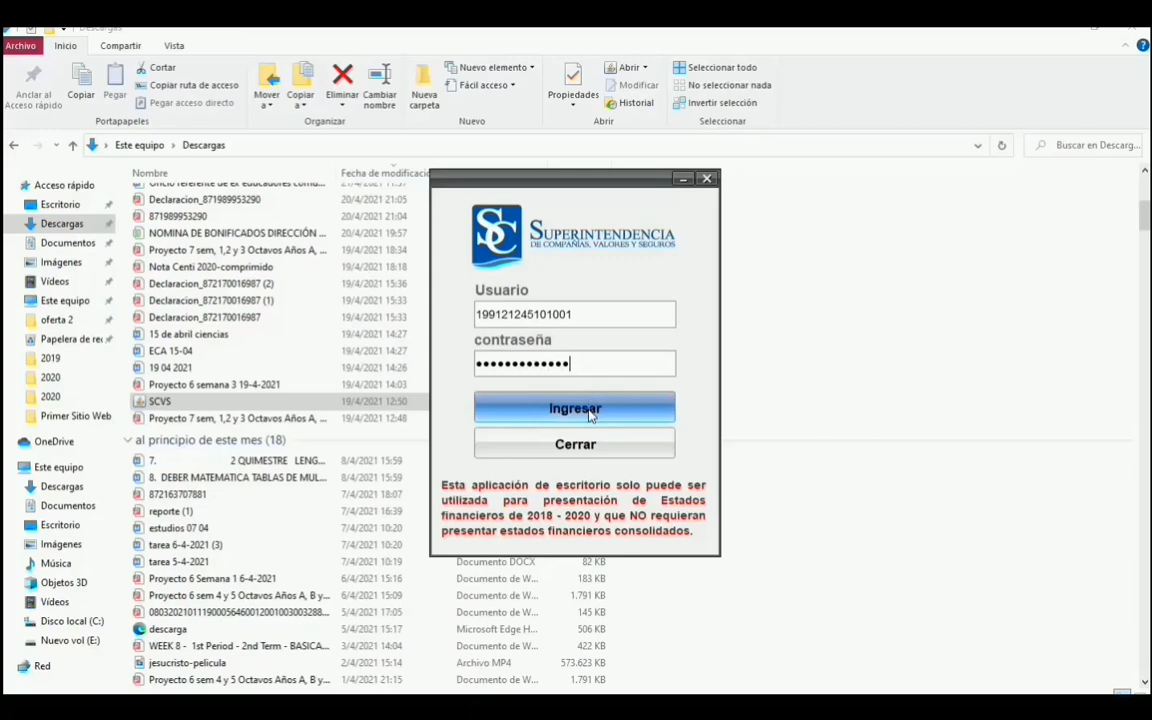 Descargas
Archivo Inicio Compartir Vista
Anclar al Acceso rápido
Copiar
Pegar
Cortar
Copiar ruta de acceso
Pegar acceso directo
Portapapeles
Mover a
Copiar a
Eliminar
Cambiar nombre
Organizar
Nueva carpeta
Nuevo elemento
Fácil acceso
Nuevo
Propiedades
Abrir
Modificar
Historial
Abrir
Seleccionar todo
No seleccionar nada
Invertir selección
Seleccionar
Este equipo > Descargas
Buscar en Descarg...
Acceso rápido
Escritorio
Descargas
Documentos
Imágenes
Vídeos
Este equipo
oferta 2
Papelera de rec
2019
2020
2020
Primer Sitio Web
OneDrive
Este equipo
Descargas
Documentos
Escritorio
Imágenes
Música
Objetos 3D
Vídeos
Disco local (C:)
Nuevo vol (E:)
Red
Nombre Fecha de modificació
Declaracion_871989953290 20/4/2021 21:05
871989953290 20/4/2021 21:04
NOMINA DE BONIFICADOS DIRECCIÓN ... 20/4/2021 19:57
Proyecto 7 sem, 1,2 y 3 Octavos Años A, ... 19/4/2021 18:34
Nota Centi 2020-comprimido 19/4/2021 18:18
Declaracion_872170016987 (2) 19/4/2021 15:36
Declaracion_872170016987 (1) 19/4/2021 15:33
Declaracion_872170016987 19/4/2021 15:33
15 de abril ciencias 19/4/2021 14:27
ECA 15-04 19/4/2021 14:27
19 04 2021 19/4/2021 14:26
Proyecto 6 semana 3 19-4-2021 19/4/2021 14:03
SCVS 19/4/2021 12:50
Proyecto 7 sem, 1,2 y 3 Octavos Años A, ... 19/4/2021 12:48
al principio de este mes (18)
7. 2 QUIMESTRE LENG... 8/4/2021 15:59
8. DEBER MATEMATICA TABLAS DE MUL... 8/4/2021 15:59
872163707881 7/4/2021 18:07
reporte (1) 7/4/2021 16:39
estudios 07 04 7/4/2021 10:20
tarea 6-4-2021 (3) 7/4/2021 10:20
tarea 5-4-2021 7/4/2021 10:19 Documento DOCX 82 KB
Proyecto 6 Semana 1 6-4-2021 6/4/2021 15:16 Documento de W... 183 KB
Proyecto 6 sem 4 y 5 Octavos Años A, B y... 6/4/2021 15:09 Documento de W... 1.791 KB
5/4/2021 17:05 Documento de W... 145 KB
descarga 5/4/2021 15:17 Microsoft Edge H... 506 KB
WEEK 8 - 1st Period - 2nd Term - BASICA... 3/4/2021 14:04 Documento de W... 422 KB
jesucristo-pelicula 2/4/2021 15:14 Archivo MP4 573.623 KB
Proyecto 6 sem 4 y 5 Octavos Años A, B y... 1/4/2021 21:15 Documento de W... 1.791 KB
SC
SUPERINTENDENCIA
DE COMPAÑÍAS, VALORES Y SEGUROS
Usuario
199121245101001
contraseña
•••••••••••••
Ingresar
Cerrar
Esta aplicación de escritorio solo puede ser
utilizada para presentación de Estados
financieros de 2018 - 2020 y que NO requieran
presentar estados financieros consolidados.